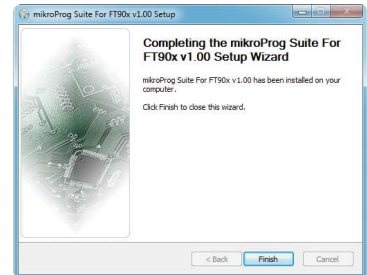 mikroProg Suite For FT90x v1.00 Setup
Completing the mikroProg Suite For
FT90x v1.00 Setup Wizard
mikroProg Suite For FT90x v1.00 has been installed on your
computer.
Click Finish to close this wizard.
< Back Finish Cancel